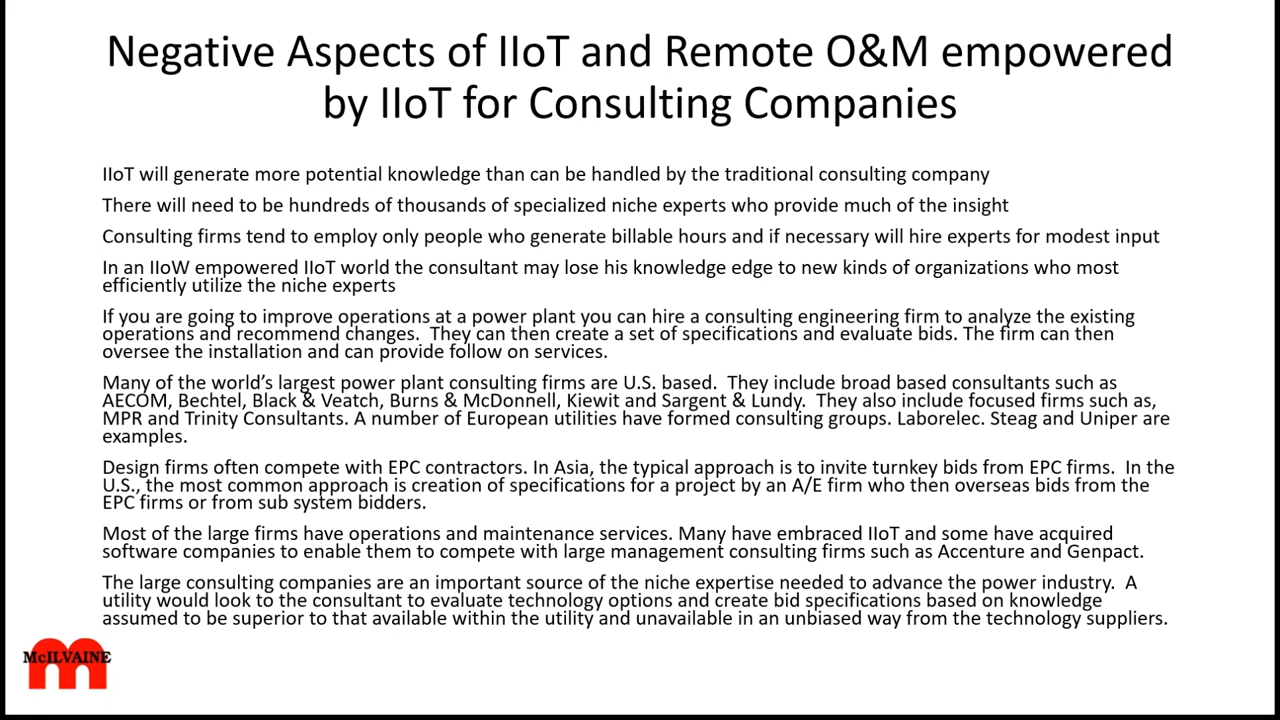 Negative Aspects of IIoT and Remote O&M empowered
by IIoT for Consulting Companies
IIoT will generate more potential knowledge than can be handled by the traditional consulting company
There will need to be hundreds of thousands of specialized niche experts who provide much of the insight
Consulting firms tend to employ only people who generate billable hours and if necessary will hire experts for modest input
In an IIoW empowered IIoT world the consultant may lose his knowledge edge to new kinds of organizations who most
efficiently utilize the niche experts
If you are going to improve operations at a power plant you can hire a consulting engineering firm to analyze the existing
operations and recommend changes.  They can then create a set of specifications and evaluate bids. The firm can then
oversee the installation and can provide follow on services.
Many of the world’s largest power plant consulting firms are U.S. based.  They include broad based consultants such as
AECOM, Bechtel, Black & Veatch, Burns & McDonnell, Kiewit and Sargent & Lundy.  They also include focused firms such as,
MPR and Trinity Consultants. A number of European utilities have formed consulting groups. Laborelec. Steag and Uniper are
examples.
Design firms often compete with EPC contractors. In Asia, the typical approach is to invite turnkey bids from EPC firms.  In the
U.S., the most common approach is creation of specifications for a project by an A/E firm who then overseas bids from the
EPC firms or from sub system bidders.
Most of the large firms have operations and maintenance services. Many have embraced IIoT and some have acquired
software companies to enable them to compete with large management consulting firms such as Accenture and Genpact.
The large consulting companies are an important source of the niche expertise needed to advance the power industry.  A
utility would look to the consultant to evaluate technology options and create bid specifications based on knowledge
assumed to be superior to that available within the utility and unavailable in an unbiased way from the technology suppliers.
McILVAINE